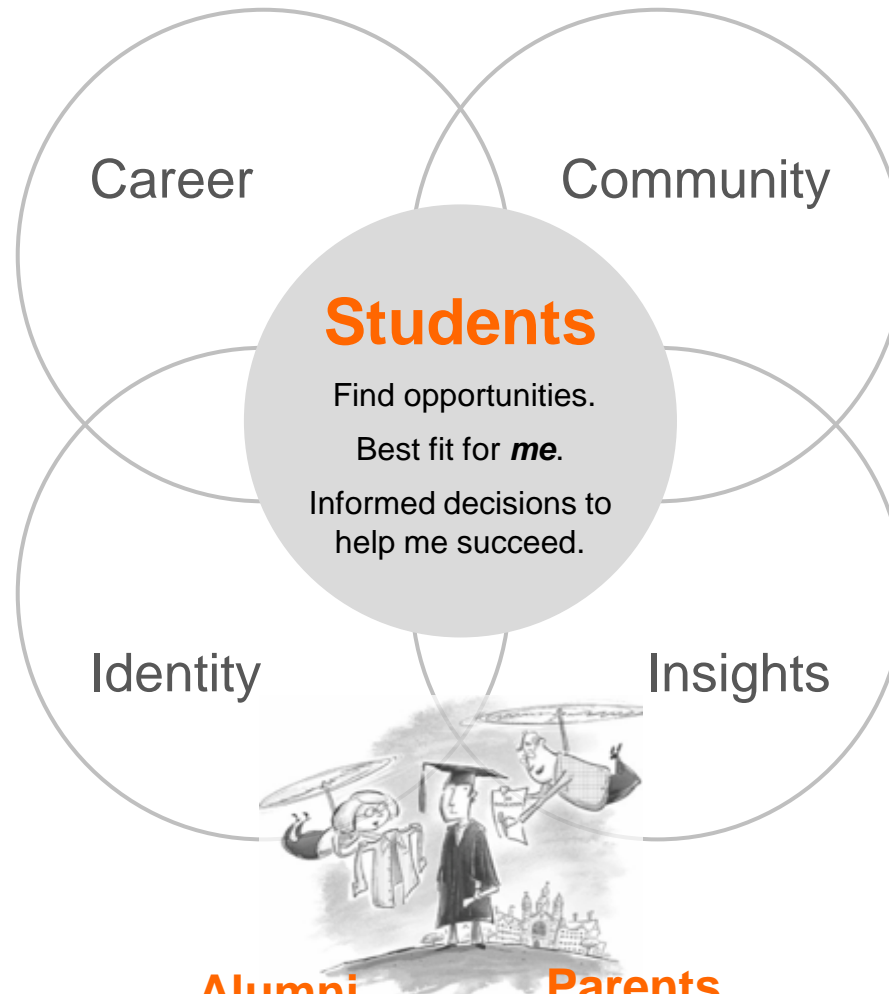 Career
Community
Students
Find opportunities.
Best fit for me.
Informed decisions to
help me succeed.
Identity
Insights
Alumni
Parents